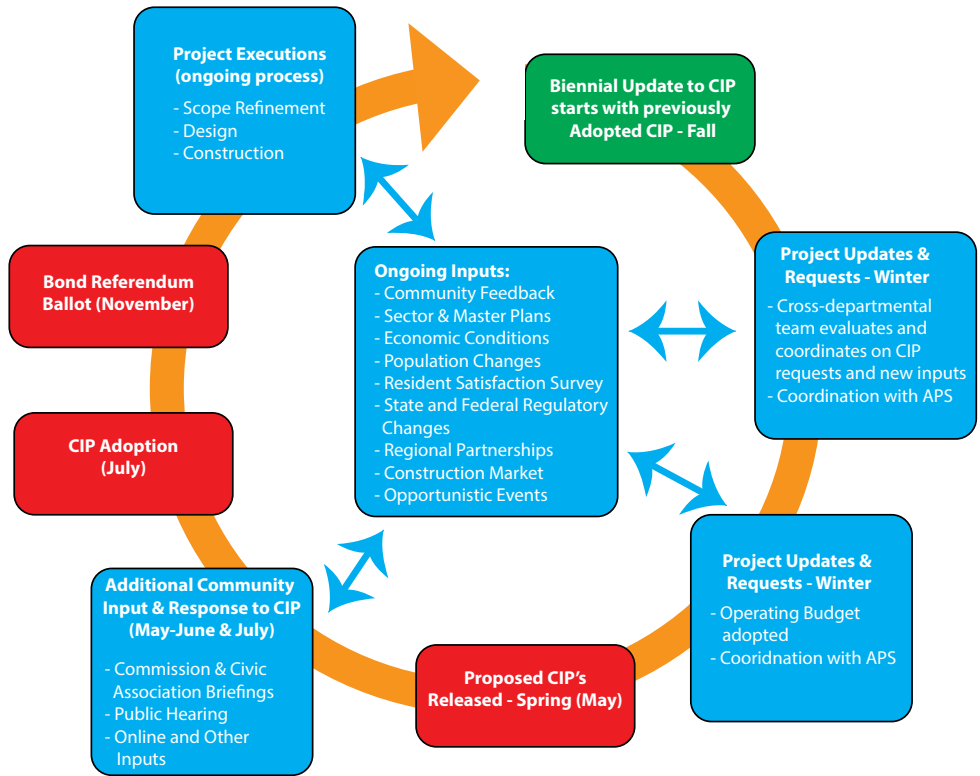 Project Executions
(ongoing process)
- Scope Refinement
- Design
- Construction
Biennial Update to CIP
starts with previously
Adopted CIP - Fall
Project Updates &
Requests - Winter
- Cross-departmental
team evaluates and
coordinates on CIP
requests and new inputs
- Coordination with APS
Project Updates &
Requests - Winter
- Operating Budget
adopted
- Cooridnation with APS
Proposed CIP's
Released - Spring (May)
Additional Community
Input & Response to CIP
(May-June & July)
- Commission & Civic
Association Briefings
- Public Hearing
- Online and Other
Inputs
CIP Adoption
(July)
Bond Referendum
Ballot (November)
Ongoing Inputs:
- Community Feedback
- Sector & Master Plans
- Economic Conditions
- Population Changes
- Resident Satisfaction Survey
- State and Federal Regulatory
Changes
- Regional Partnerships
- Construction Market
- Opportunistic Events